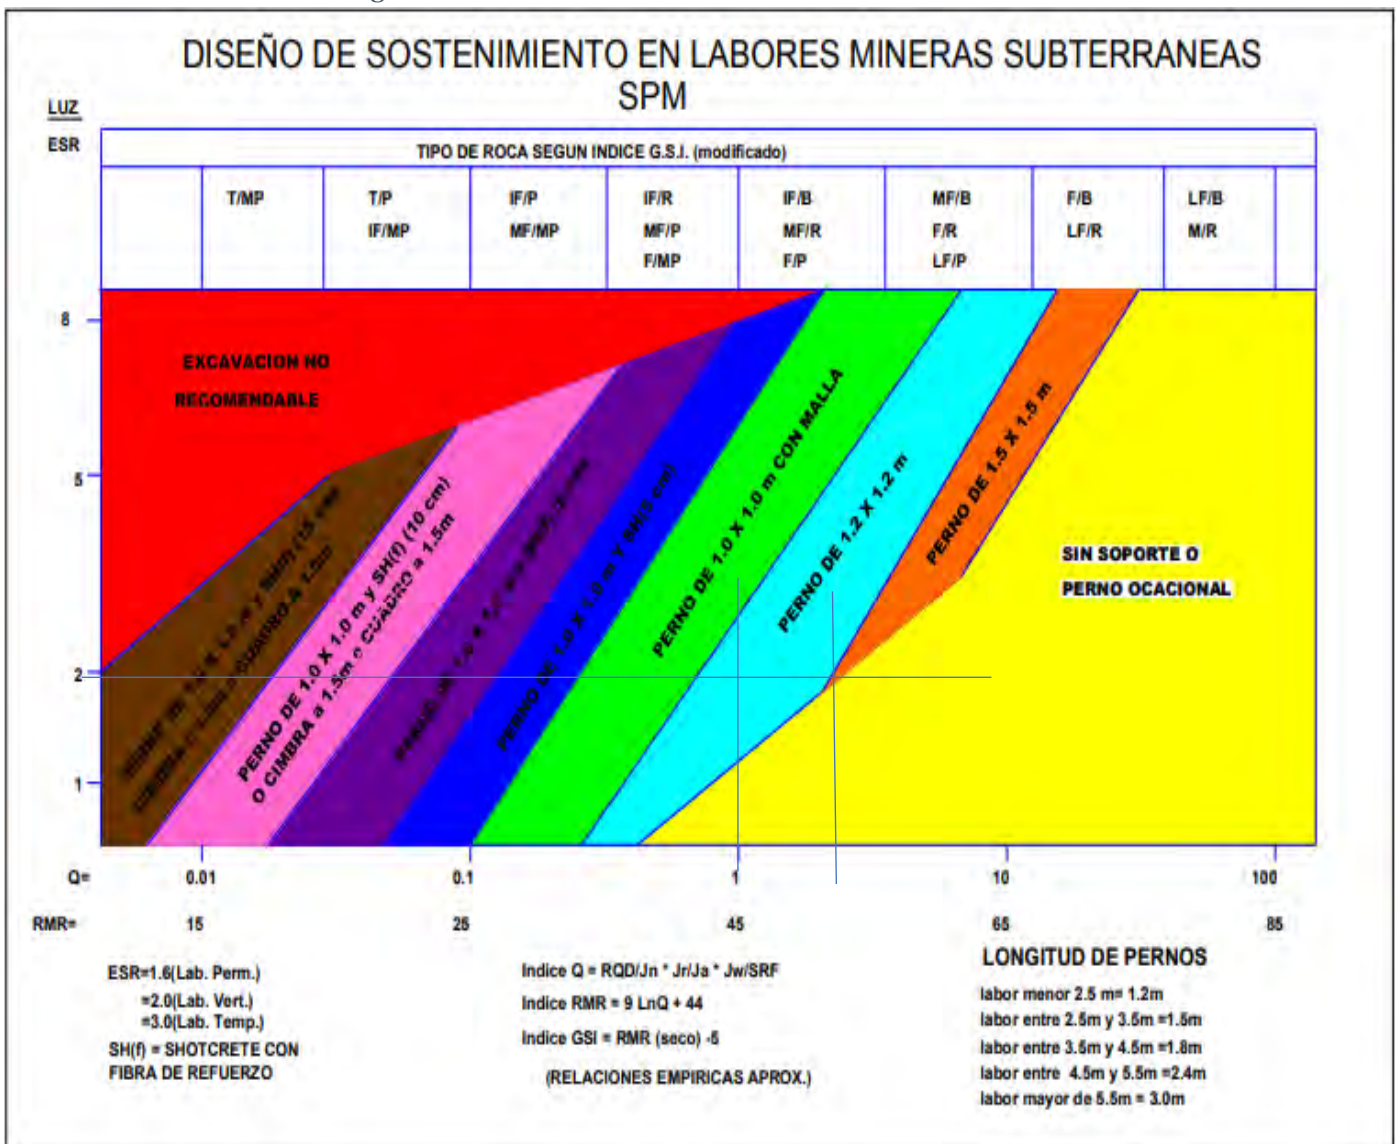 DISEÑO DE SOSTENIMIENTO EN LABORES MINERAS SUBTERRANEAS
SPM
LUZ
ESR
TIPO DE ROCA SEGUN INDICE G.S.I. (modificado)
T/MP
T/P
IF/MP
IF/P
MF/MP
IF/R
MF/P
F/MP
IF/B
MF/R
F/P
MF/B
F/R
LF/P
F/B
LF/R
LF/B
M/R
8
5
2
1
EXCAVACION NO
RECOMENDABLE
PERNO DE 1.0 X 1.0 m y SH(f) (10 cm)
O CIMBRA a 1.5m o CUADRO a 1.5m
PERNO DE 1.0 X 1.0 m Y SH(5 cm)
PERNO DE 1.0 X 1.0 m CON MALLA
PERNO DE 1.2 X 1.2 m
PERNO DE 1.5 X 1.5 m
SIN SOPORTE O
PERNO OCACIONAL
Q= 0.01 0.1 1 10 100
RMR= 15 25 45 65 85
ESR=1.6(Lab. Perm.)
=2.0(Lab. Vert.)
=3.0(Lab. Temp.)
SH(f) = SHOTCRETE CON
FIBRA DE REFUERZO
Indice Q = RQD/Jn * Jr/Ja * Jw/SRF
Indice RMR = 9 LnQ + 44
Indice GSI = RMR (seco) -5
(RELACIONES EMPIRICAS APROX.)
LONGITUD DE PERNOS
labor menor 2.5 m= 1.2m
labor entre 2.5m y 3.5m =1.5m
labor entre 3.5m y 4.5m =1.8m
labor entre 4.5m y 5.5m =2.4m
labor mayor de 5.5m = 3.0m